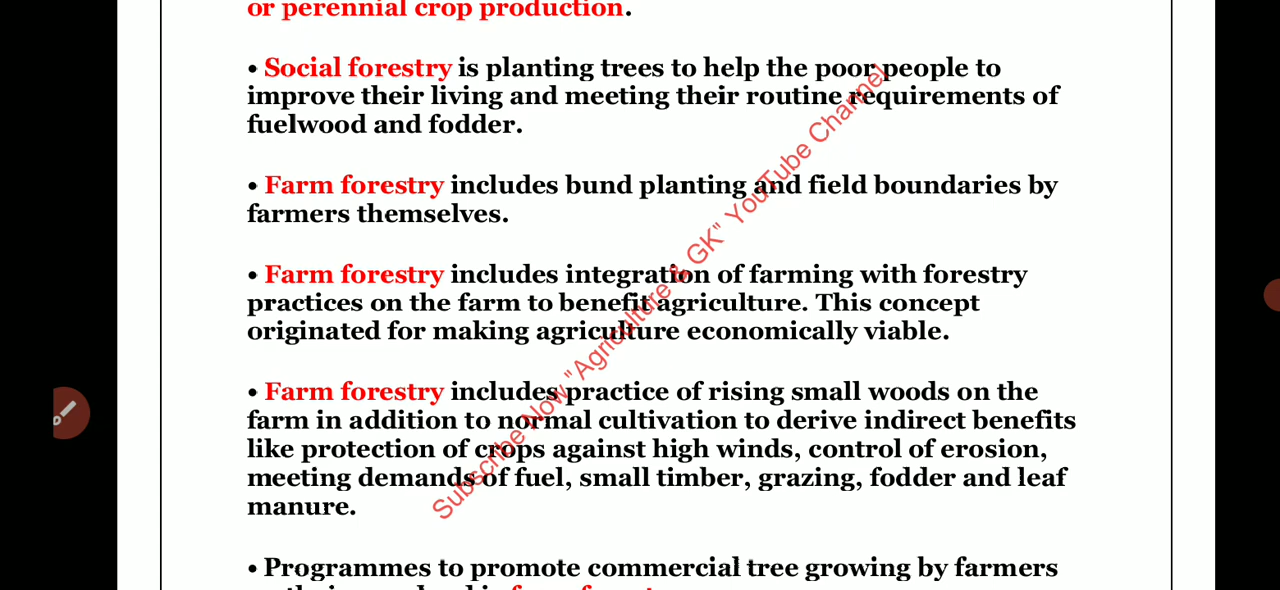 or perennial crop production.
• Social forestry is planting trees to help the poor people to
improve their living and meeting their routine requirements of
fuelwood and fodder.
• Farm forestry includes bund planting and field boundaries by
farmers themselves.
• Farm forestry includes integration of farming with forestry
practices on the farm to benefit agriculture. This concept
originated for making agriculture economically viable.
• Farm forestry includes practice of rising small woods on the
farm in addition to normal cultivation to derive indirect benefits
like protection of crops against high winds, control of erosion,
meeting demands of fuel, small timber, grazing, fodder and leaf
manure.
• Programmes to promote commercial tree growing by farmers
Subscribe Now "Agriculture & GK" YouTube Channel